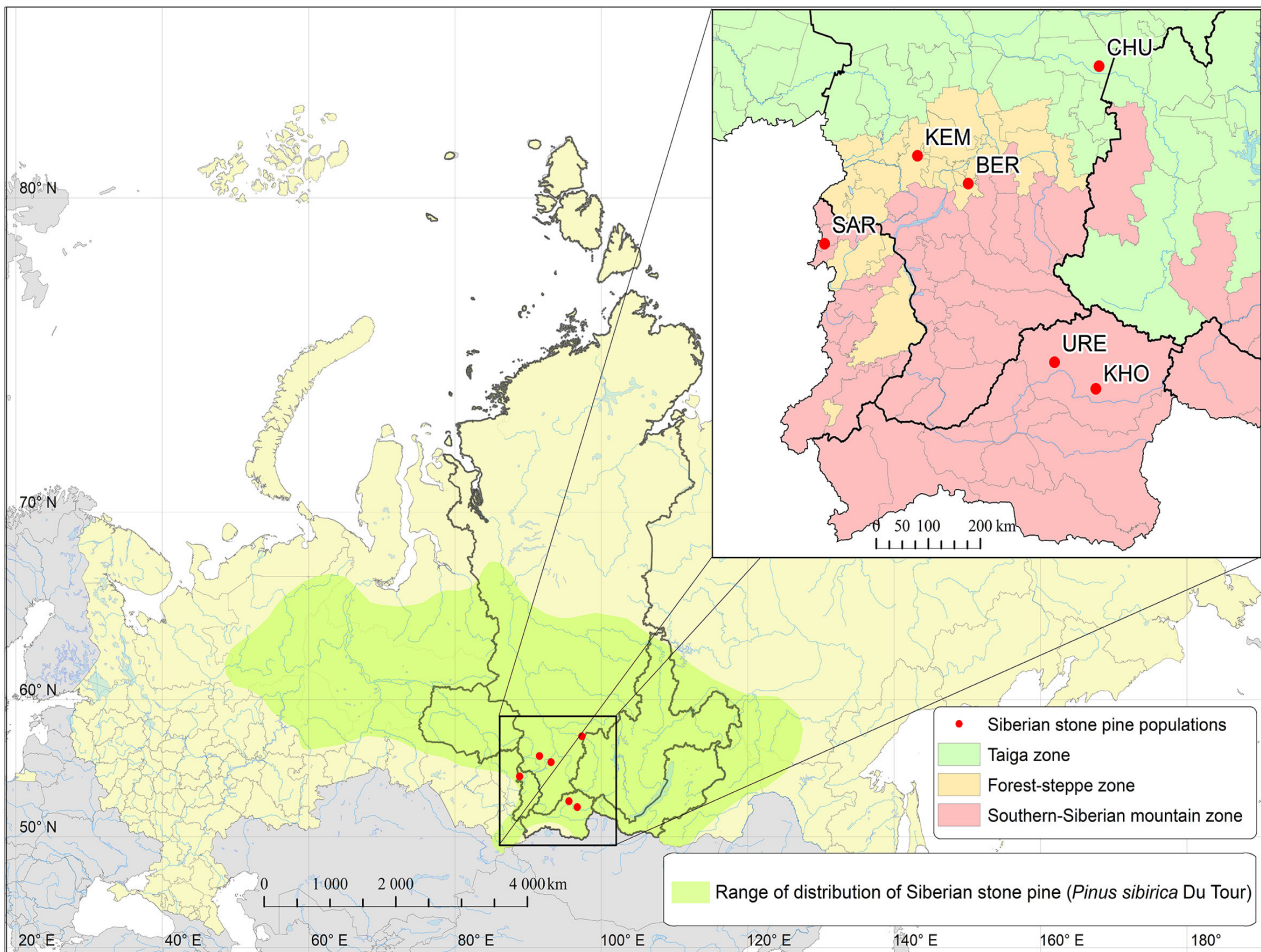 CHU
KEM
BER
SAR
URE
KHO
0 50 100 200 km
80° N
70° N
60° N
50° N
Siberian stone pine populations
Taiga zone
Forest-steppe zone
Southern-Siberian mountain zone
0 1 000 2 000 4 000 km
Range of distribution of Siberian stone pine (Pinus sibirica Du Tour)
20° E 40° E 60° E 80° E 100° E 120° E 140° E 160° E 180° E